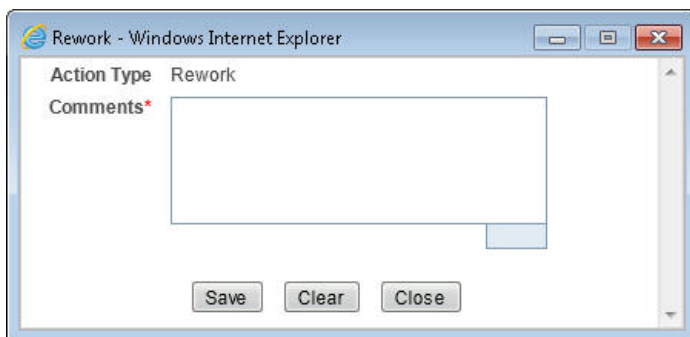 Rework - Windows Internet Explorer
Action Type Rework
Comments*
Save Clear Close